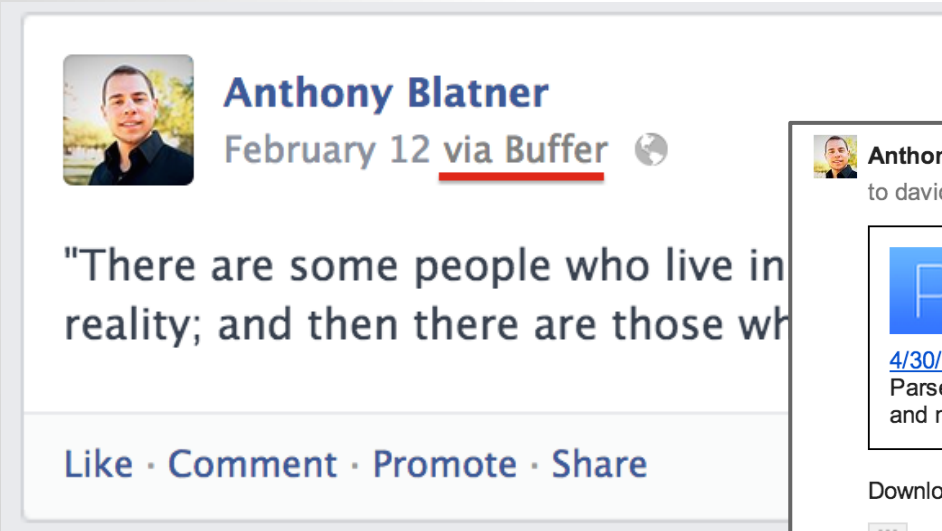 Anthony Blatner
February 12 via Buffer
"There are some people who live in
reality; and then there are those wh
Like · Comment · Promote · Share
Anthor
to davi
4/30/
Parse
and r
Downlo